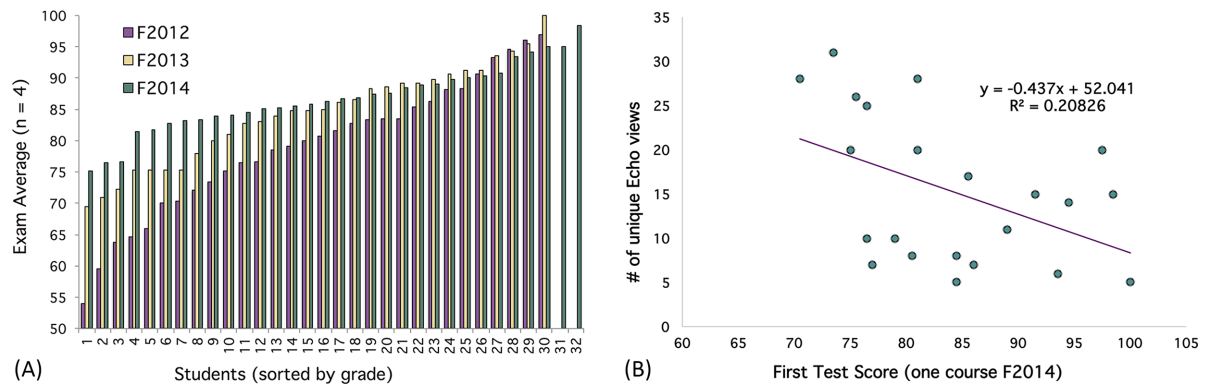 100
95
90
85
80
75
70
65
60
55
50
Exam Average (n = 4)
F2012
F2013
F2014
1 2 3 4 5 6 7 8 9 10 11 12 13 14 15 16 17 18 19 20 21 22 23 24 25 26 27 28 29 30 31 32
Students (sorted by grade)
(A)
35
30
25
20
15
10
5
0
# of unique Echo views
y = -0.437x + 52.041
R² = 0.20826
60 65 70 75 80 85 90 95 100 105
First Test Score (one course F2014)
(B)